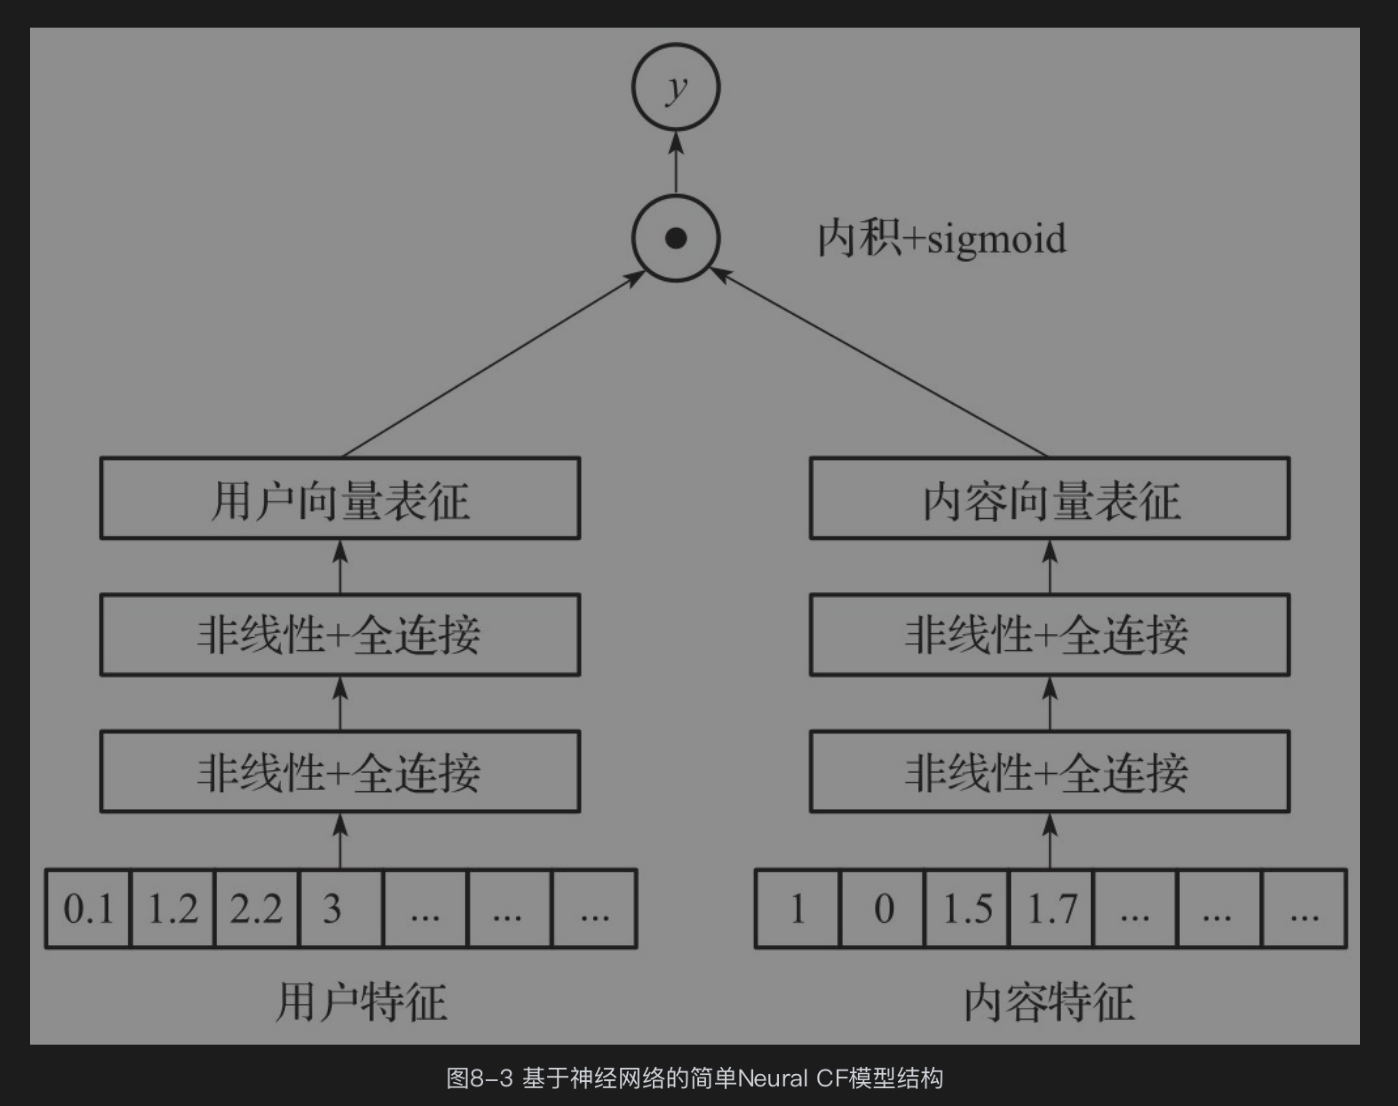 y
内积+sigmoid
用户向量表征
内容向量表征
非线性+全连接
非线性+全连接
非线性+全连接
非线性+全连接
0.1 1.2 2.2 3 ... ... ...
1 0 1.5 1.7 ... ... ...
用户特征
内容特征
图8-3 基于神经网络的简单Neural CF模型结构